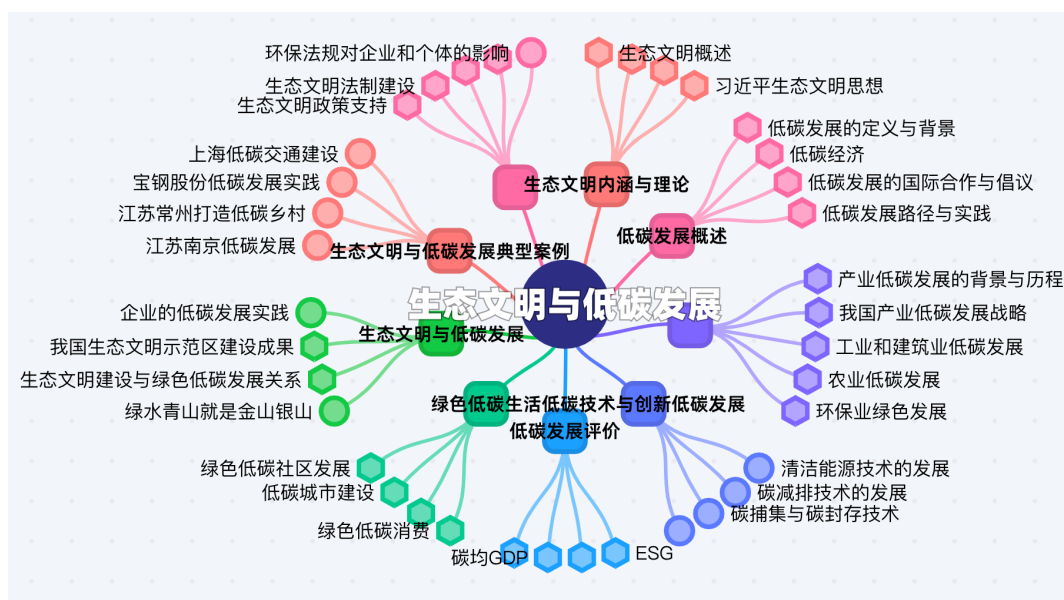 环保法规对企业和个体的影响
生态文明概述
生态文明法制建设
习近平生态文明思想
生态文明政策支持
低碳发展的定义与背景
上海低碳交通建设
低碳经济
宝钢股份低碳发展实践
生态文明内涵与理论
低碳发展的国际合作与倡议
江苏常州打造低碳乡村
低碳发展路径与实践
江苏南京低碳发展
生态文明与低碳发展典型案例
低碳发展概述
产业低碳发展的背景与历程
生态文明与低碳发展
企业的低碳发展实践
我国产业低碳发展战略
生态文明与低碳发展
我国生态文明示范区建设成果
工业和建筑业低碳发展
生态文明建设与绿色低碳发展关系
农业低碳发展
绿水青山就是金山银山
绿色低碳生活低碳技术与创新低碳发展
环保业绿色发展
低碳发展评价
绿色低碳社区发展
清洁能源技术的发展
低碳城市建设
碳减排技术的发展
碳捕集与碳封存技术
绿色低碳消费
碳均GDP
ESG